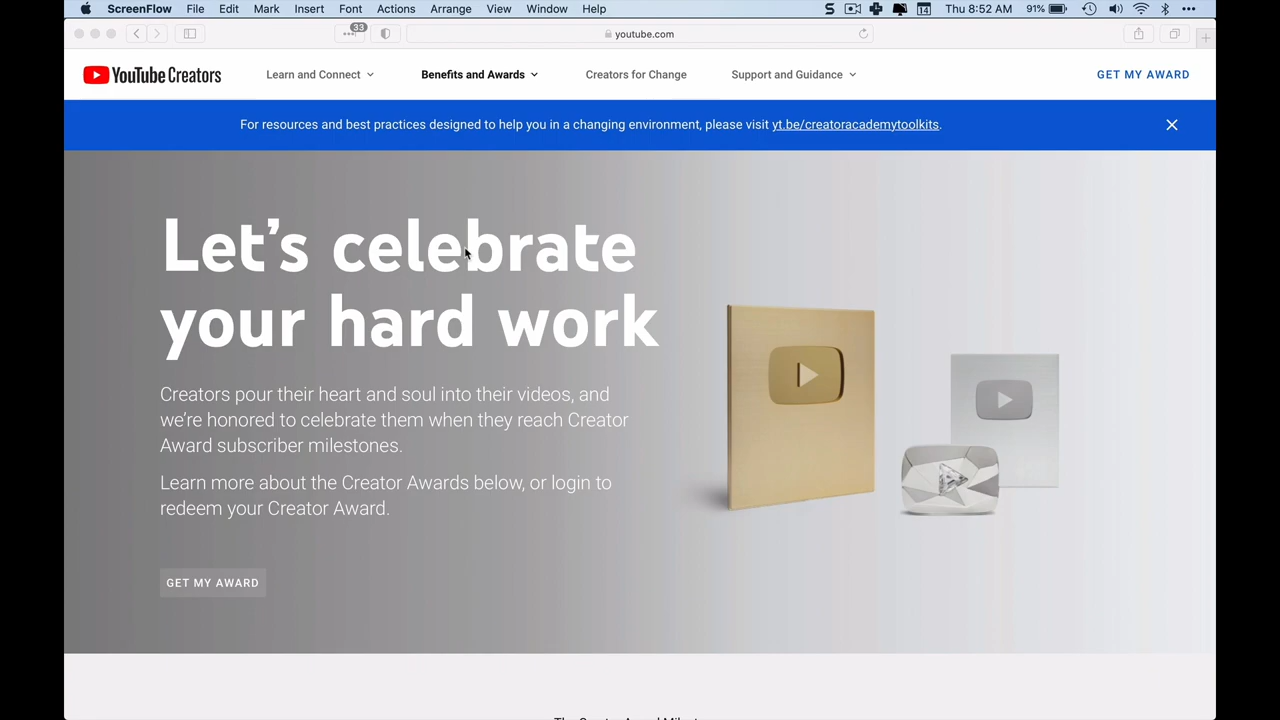 ScreenFlow File Edit Mark Insert Font Actions Arrange View Window Help 14 Thu 8:52 AM 91%
33
youtube.com
YouTube Creators Learn and Connect Benefits and Awards Creators for Change Support and Guidance GET MY AWARD
For resources and best practices designed to help you in a changing environment, please visit yt.be/creatoracademytoolkits.
Let's celebrate
your hard work
Creators pour their heart and soul into their videos, and
we're honored to celebrate them when they reach Creator
Award subscriber milestones.
Learn more about the Creator Awards below, or login to
redeem your Creator Award.
GET MY AWARD